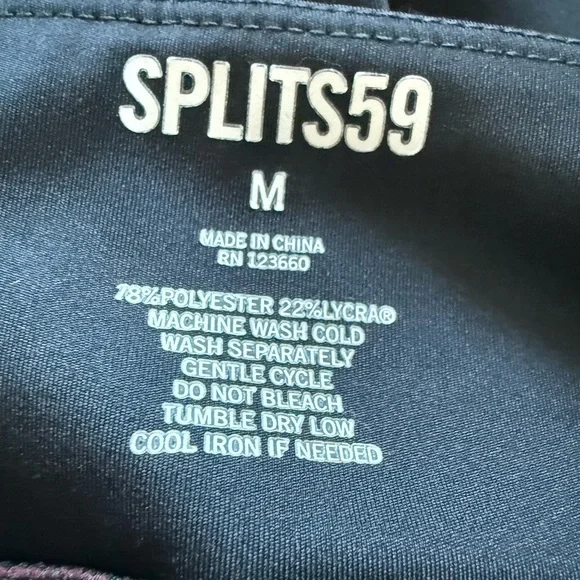 SPLITS59
M
MADE IN CHINA
RN 123660
78%POLYESTER 22%LYCRA®
MACHINE WASH COLD
WASH SEPARATELY
GENTLE CYCLE
DO NOT BLEACH
TUMBLE DRY LOW
COOL IRON IF NEEDED